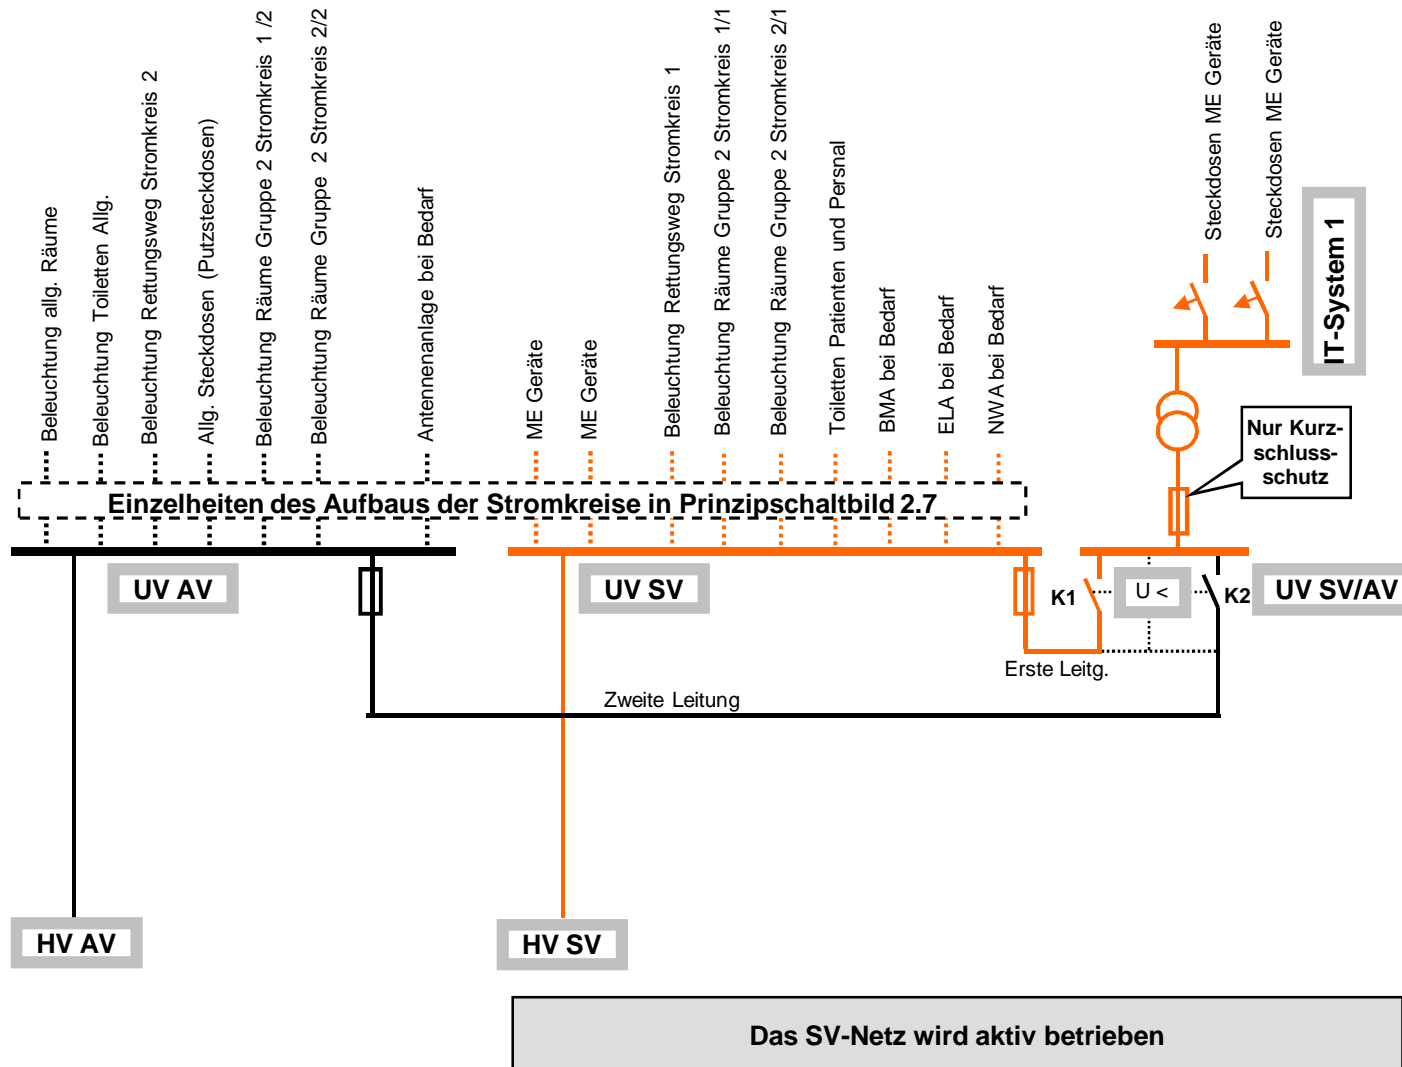 Beleuchtung allg. Räume
Beleuchtung Toiletten Allg.
Beleuchtung Rettungsweg Stromkreis 2
Allg. Steckdosen (Putzsteckdosen)
Beleuchtung Räume Gruppe 2 Stromkreis 1 /2
Beleuchtung Räume Gruppe 2 Stromkreis 2/2
Antennenanlage bei Bedarf
ME Geräte
ME Geräte
Beleuchtung Rettungsweg Stromkreis 1
Beleuchtung Räume Gruppe 2 Stromkreis 1/1
Beleuchtung Räume Gruppe 2 Stromkreis 2/1
Toiletten Patienten und Persnal
BMA bei Bedarf
ELA bei Bedarf
NWA bei Bedarf
Steckdosen ME Geräte
Steckdosen ME Geräte
IT-System 1
Nur Kurz-
schluss-
schutz
Einzelheiten des Aufbaus der Stromkreise in Prinzipschaltbild 2.7
UV AV
UV SV
K1
U <
K2
UV SV/AV
Erste Leitg.
Zweite Leitung
HV AV
HV SV
Das SV-Netz wird aktiv betrieben